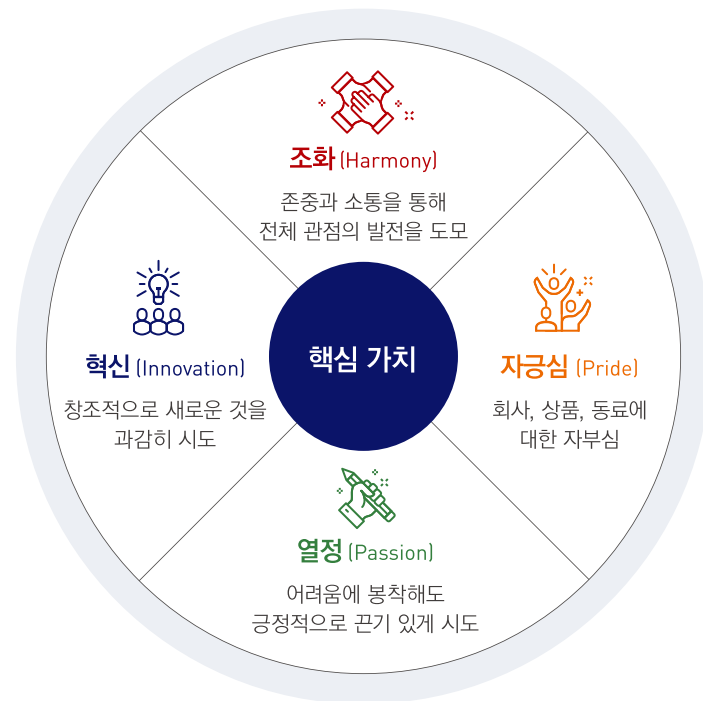 조화 (Harmony)
존중과 소통을 통해
전체 관점의 발전을 도모
혁신 (Innovation)
창조적으로 새로운 것을
과감히 시도
핵심 가치
자긍심 (Pride)
회사, 상품, 동료에
대한 자부심
열정 (Passion)
어려움에 봉착해도
긍정적으로 끈기 있게 시도